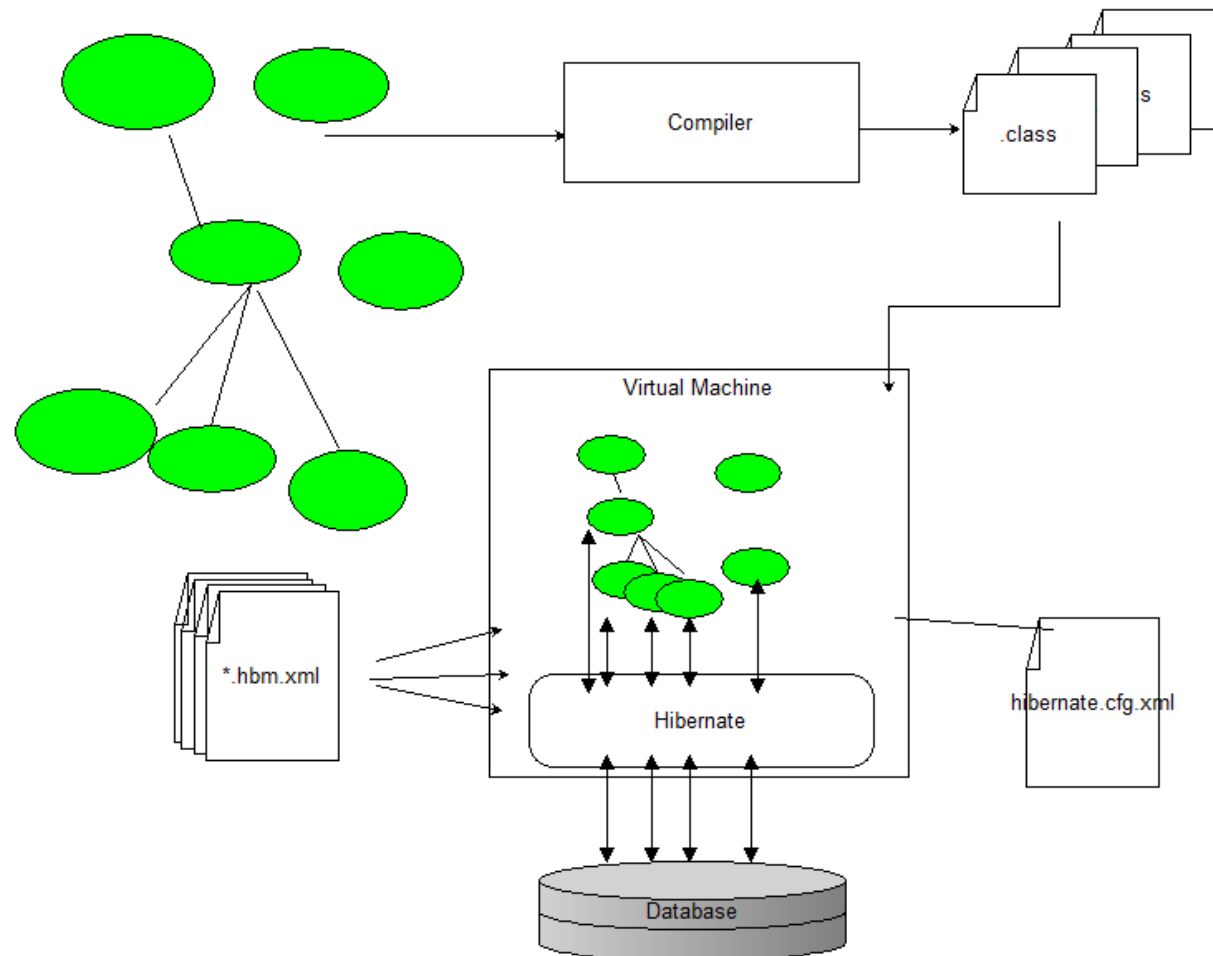 Compiler
s
.class
Virtual Machine
*.hbm.xml
Hibernate
hibernate.cfg.xml
Database